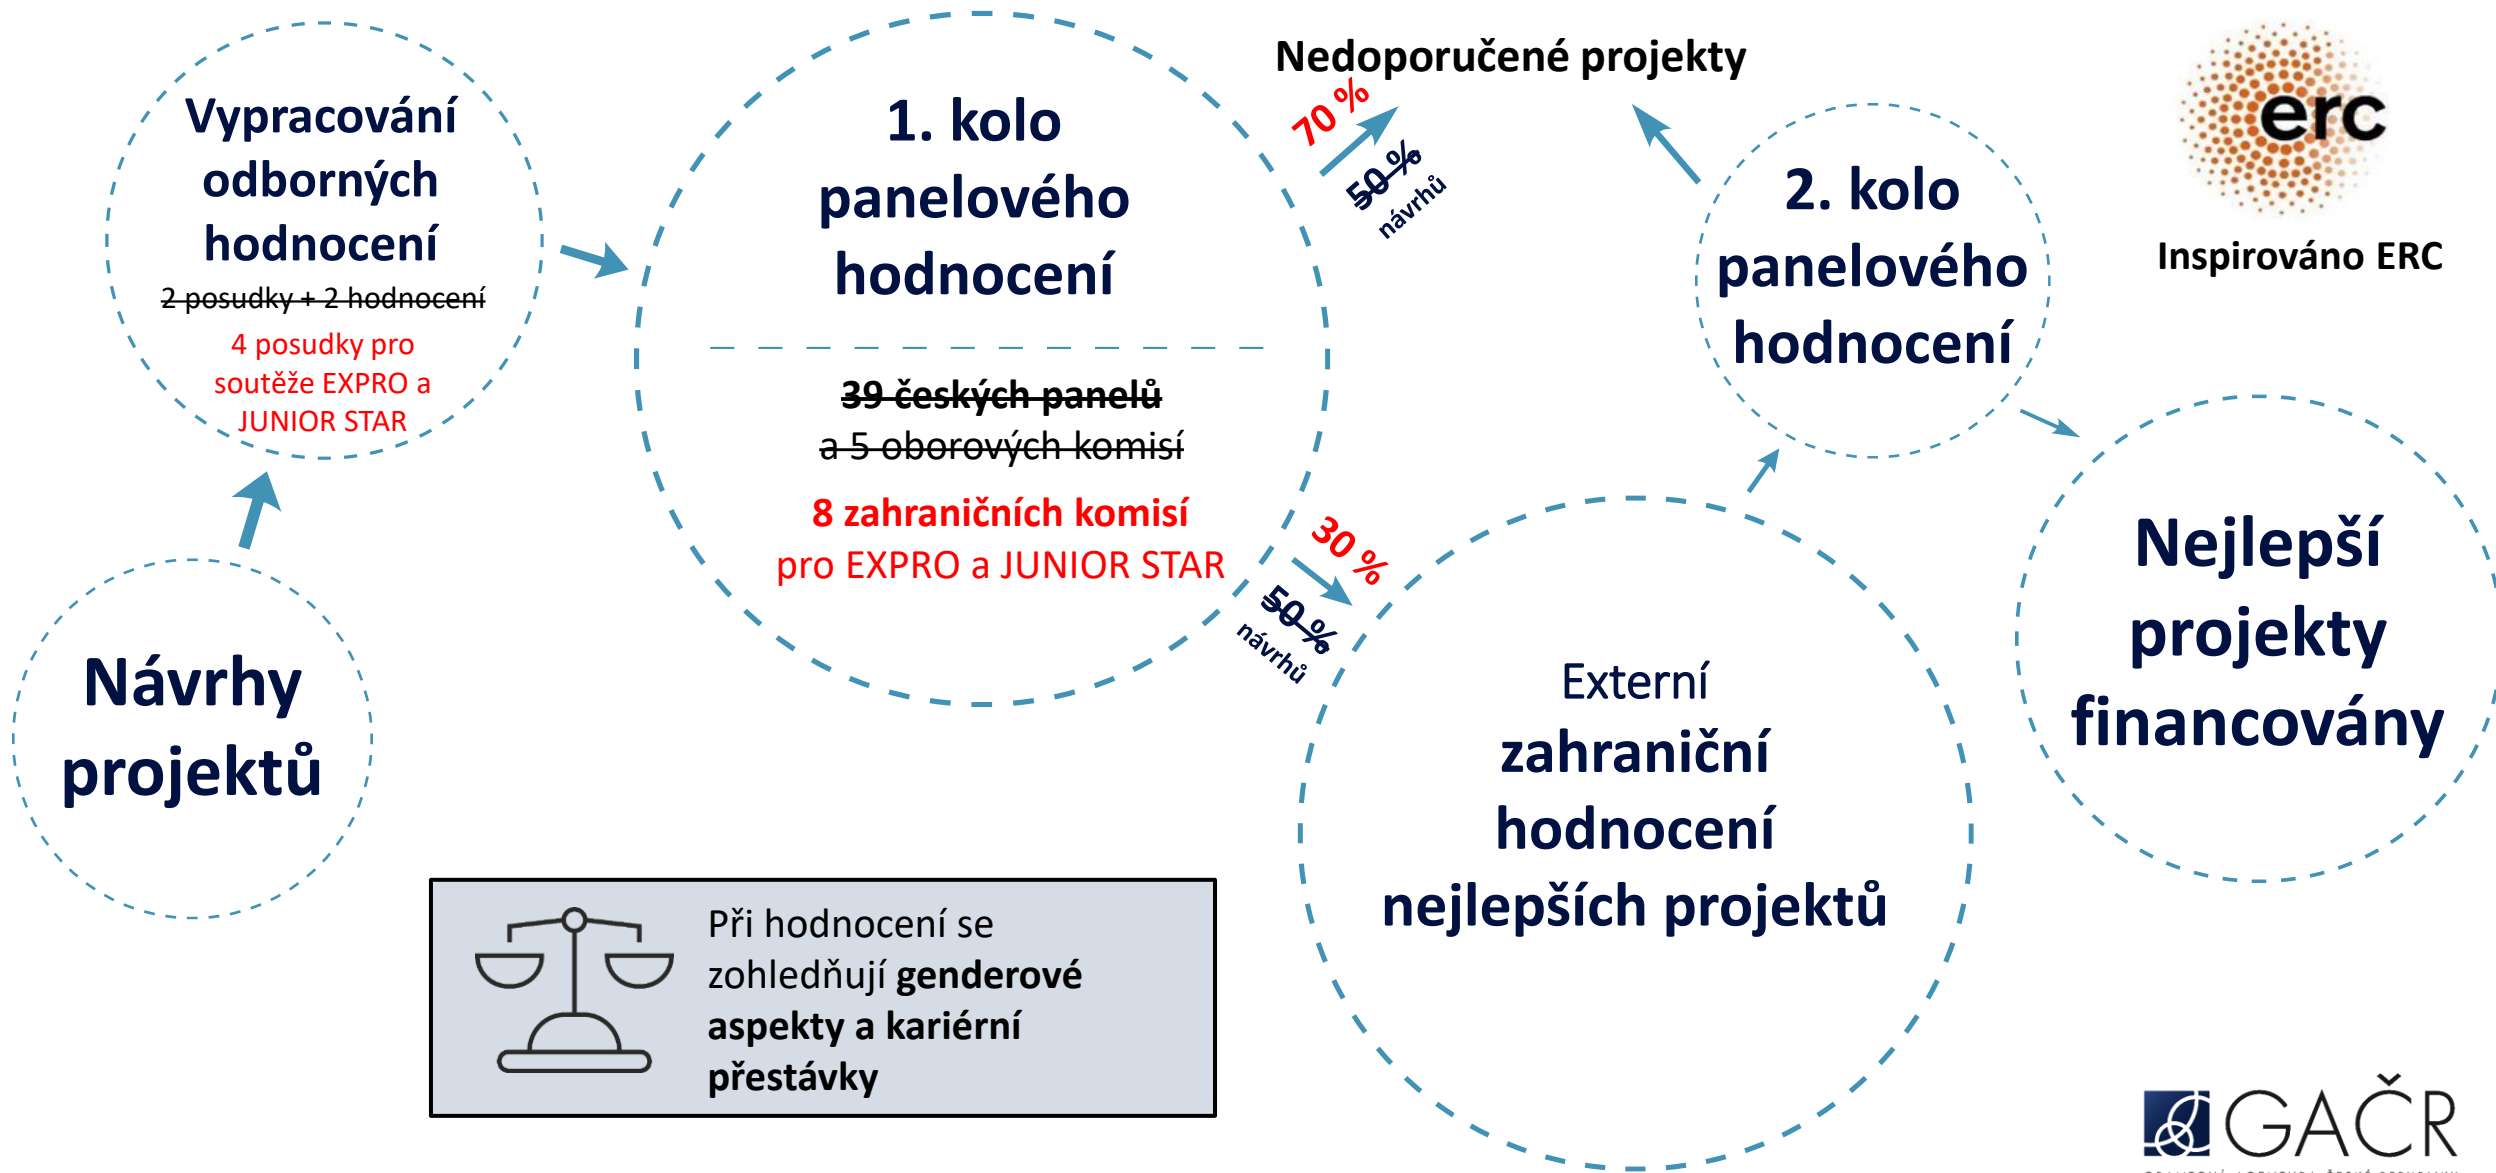 Návrhy
projektů
Vypracování
odborných
hodnocení
2 posudky + 2 hodnocení
4 posudky pro
soutěže EXPRO a
JUNIOR STAR
1. kolo
panelového
hodnocení
39 českých panelů
a 5 oborových komisí
8 zahraničních komisí
pro EXPRO a JUNIOR STAR
Nedoporučené projekty
70 %
50 %
návrhů
30 %
50 %
návrhů
Externí
zahraniční
hodnocení
nejlepších projektů
2. kolo
panelového
hodnocení
Nejlepší
projekty
financovány
erc
Inspirováno ERC
Při hodnocení se
zohledňují genderové
aspekty a kariérní
přestávky
GAČR